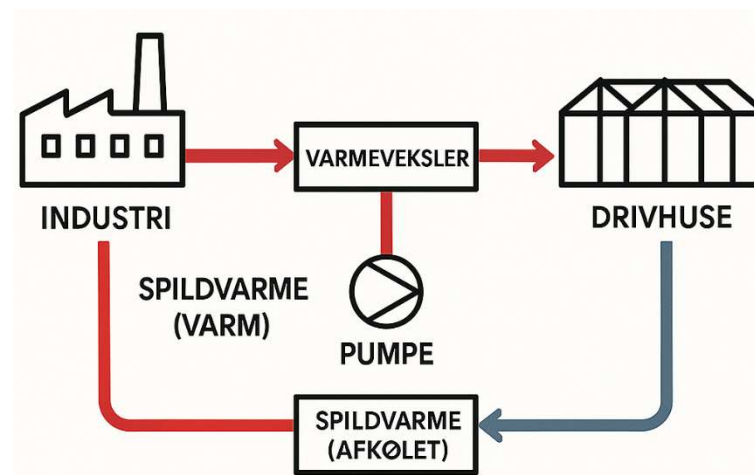 VARMEVEKSLER
INDUSTRI
DRIVHUSE
SPILDVARME
(VARM)
PUMPE
SPILDVARME
(AFKØLET)